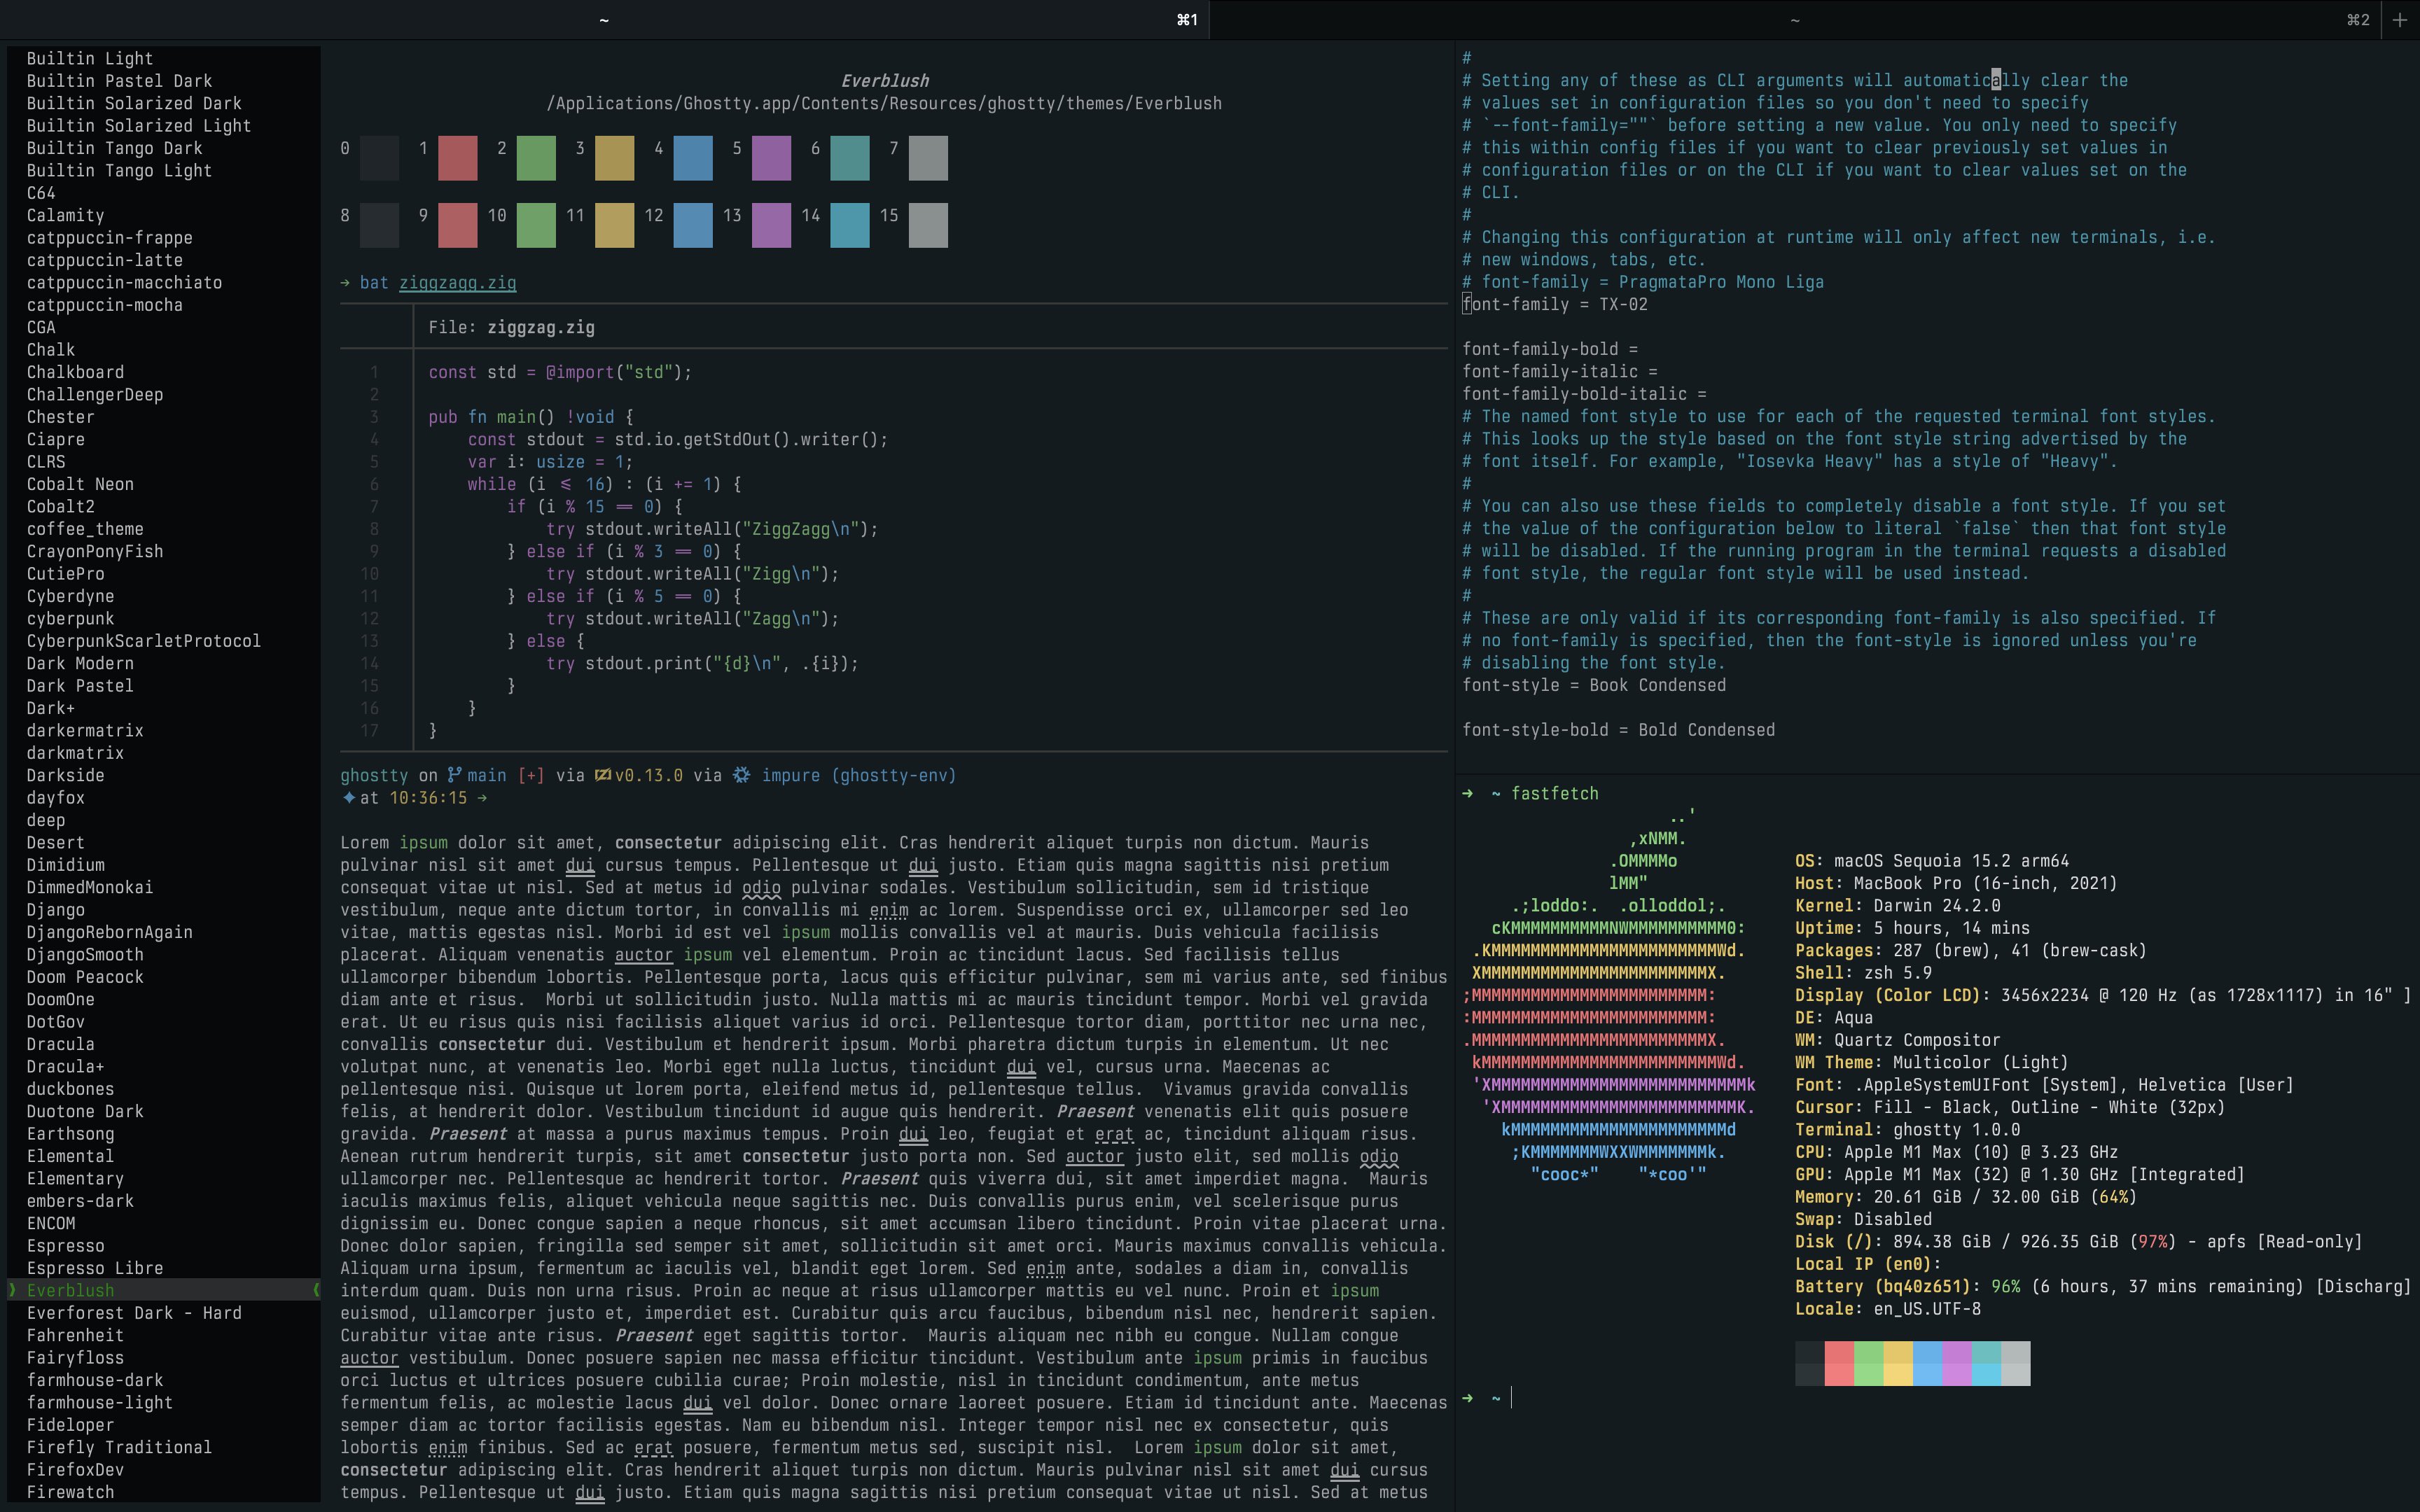 ~ ⌘1
~ ⌘2 +
Builtin Light
Builtin Pastel Dark
Builtin Solarized Dark
Builtin Solarized Light
Builtin Tango Dark
Builtin Tango Light
C64
Calamity
catppuccin-frappe
catppuccin-latte
catppuccin-macchiato
catppuccin-mocha
CGA
Chalk
Chalkboard
ChallengerDeep
Chester
Ciapre
CLRS
Cobalt Neon
Cobalt2
coffee_theme
CrayonPonyFish
CutiePro
Cyberdyne
cyberpunk
CyberpunkScarletProtocol
Dark Modern
Dark Pastel
Dark+
darkermatrix
darkmatrix
Darkside
dayfox
deep
Desert
Dimidium
DimmedMonokai
Django
DjangoRebornAgain
DjangoSmooth
Doom Peacock
DoomOne
DotGov
Dracula
Dracula+
duckbones
Duotone Dark
Earthsong
Elemental
Elementary
embers-dark
ENCOM
Espresso
Espresso Libre
❯ Everblush ❮
Everforest Dark - Hard
Fahrenheit
Fairyfloss
farmhouse-dark
farmhouse-light
Fideloper
Firefly Traditional
FirefoxDev
Firewatch
Everblush
/Applications/Ghostty.app/Contents/Resources/ghostty/themes/Everblush
0 1 2 3 4 5 6 7
8 9 10 11 12 13 14 15
→ bat ziggzagg.zig
File: ziggzag.zig
1 const std = @import("std");
2
3 pub fn main() !void {
4 const stdout = std.io.getStdOut().writer();
5 var i: usize = 1;
6 while (i <= 16) : (i += 1) {
7 if (i % 15 == 0) {
8 try stdout.writeAll("ZiggZagg\n");
9 } else if (i % 3 == 0) {
10 try stdout.writeAll("Zigg\n");
11 } else if (i % 5 == 0) {
12 try stdout.writeAll("Zagg\n");
13 } else {
14 try stdout.print("{d}\n", .{i});
15 }
16 }
17 }
ghostty on main [+] via v0.13.0 via impure (ghostty-env)
✦ at 10:36:15 →
Lorem ipsum dolor sit amet, consectetur adipiscing elit. Cras hendrerit aliquet turpis non dictum. Mauris
pulvinar nisl sit amet dui cursus tempus. Pellentesque ut dui justo. Etiam quis magna sagittis nisi pretium
consequat vitae ut nisl. Sed at metus id odio pulvinar sodales. Vestibulum sollicitudin, sem id tristique
vestibulum, neque ante dictum tortor, in convallis mi enim ac lorem. Suspendisse orci ex, ullamcorper sed leo
vitae, mattis egestas nisl. Morbi id est vel ipsum mollis convallis vel at mauris. Duis vehicula facilisis
placerat. Aliquam venenatis auctor ipsum vel elementum. Proin ac tincidunt lacus. Sed facilisis tellus
ullamcorper bibendum lobortis. Pellentesque porta, lacus quis efficitur pulvinar, sem mi varius ante, sed finibus
diam ante et risus.  Morbi ut sollicitudin justo. Nulla mattis mi ac mauris tincidunt tempor. Morbi vel gravida
erat. Ut eu risus quis nisi facilisis aliquet varius id orci. Pellentesque tortor diam, porttitor nec urna nec,
convallis consectetur dui. Vestibulum et hendrerit ipsum. Morbi pharetra dictum turpis in elementum. Ut nec
volutpat nunc, at venenatis leo. Morbi eget nulla luctus, tincidunt dui vel, cursus urna. Maecenas ac
pellentesque nisi. Quisque ut lorem porta, eleifend metus id, pellentesque tellus.  Vivamus gravida convallis
felis, at hendrerit dolor. Vestibulum tincidunt id augue quis hendrerit. Praesent venenatis elit quis posuere
gravida. Praesent at massa a purus maximus tempus. Proin dui leo, feugiat et erat ac, tincidunt aliquam risus.
Aenean rutrum hendrerit turpis, sit amet consectetur justo porta non. Sed auctor justo elit, sed mollis odio
ullamcorper nec. Pellentesque ac hendrerit tortor. Praesent quis viverra dui, sit amet imperdiet magna.  Mauris
iaculis maximus felis, aliquet vehicula neque sagittis nec. Duis convallis purus enim, vel scelerisque purus
dignissim eu. Donec congue sapien a neque rhoncus, sit amet accumsan libero tincidunt. Proin vitae placerat urna.
Donec dolor sapien, fringilla sed semper sit amet, sollicitudin sit amet orci. Mauris maximus convallis vehicula.
Aliquam urna ipsum, fermentum ac iaculis vel, blandit eget lorem. Sed enim ante, sodales a diam in, convallis
interdum quam. Duis non urna risus. Proin ac neque at risus ullamcorper mattis eu vel nunc. Proin et ipsum
euismod, ullamcorper justo et, imperdiet est. Curabitur quis arcu faucibus, bibendum nisl nec, hendrerit sapien.
Curabitur vitae ante risus. Praesent eget sagittis tortor.  Mauris aliquam nec nibh eu congue. Nullam congue
auctor vestibulum. Donec posuere sapien nec massa efficitur tincidunt. Vestibulum ante ipsum primis in faucibus
orci luctus et ultrices posuere cubilia curae; Proin molestie, nisl in tincidunt condimentum, ante metus
fermentum felis, ac molestie lacus dui vel dolor. Donec ornare laoreet posuere. Etiam id tincidunt ante. Maecenas
semper diam ac tortor facilisis egestas. Nam eu bibendum nisl. Integer tempor nisl nec ex consectetur, quis
lobortis enim finibus. Sed ac erat posuere, fermentum metus sed, suscipit nisl.  Lorem ipsum dolor sit amet,
consectetur adipiscing elit. Cras hendrerit aliquet turpis non dictum. Mauris pulvinar nisl sit amet dui cursus
tempus. Pellentesque ut dui justo. Etiam quis magna sagittis nisi pretium consequat vitae ut nisl. Sed at metus
#
# Setting any of these as CLI arguments will automatically clear the
# values set in configuration files so you don't need to specify
# `--font-family=""` before setting a new value. You only need to specify
# this within config files if you want to clear previously set values in
# configuration files or on the CLI if you want to clear values set on the
# CLI.
#
# Changing this configuration at runtime will only affect new terminals, i.e.
# new windows, tabs, etc.
# font-family = PragmataPro Mono Liga
font-family = TX-02
font-family-bold =
font-family-italic =
font-family-bold-italic =
# The named font style to use for each of the requested terminal font styles.
# This looks up the style based on the font style string advertised by the
# font itself. For example, "Iosevka Heavy" has a style of "Heavy".
#
# You can also use these fields to completely disable a font style. If you set
# the value of the configuration below to literal `false` then that font style
# will be disabled. If the running program in the terminal requests a disabled
# font style, the regular font style will be used instead.
#
# These are only valid if its corresponding font-family is also specified. If
# no font-family is specified, then the font-style is ignored unless you're
# disabling the font style.
font-style = Book Condensed
font-style-bold = Bold Condensed
→ ~ fastfetch
..'
,xNMM.
.OMMMMo
lMM"
.;loddo:.  .olloddol;.
cKMMMMMMMMMMNWMMMMMMMMMM0:
.KMMMMMMMMMMMMMMMMMMMMMMMWd.
XMMMMMMMMMMMMMMMMMMMMMMMX.
;MMMMMMMMMMMMMMMMMMMMMMMM:
:MMMMMMMMMMMMMMMMMMMMMMMM:
.MMMMMMMMMMMMMMMMMMMMMMMMX.
kMMMMMMMMMMMMMMMMMMMMMMMMWd.
'XMMMMMMMMMMMMMMMMMMMMMMMMMMk
'XMMMMMMMMMMMMMMMMMMMMMMMMK.
kMMMMMMMMMMMMMMMMMMMMMMd
;KMMMMMMMWXXWMMMMMMMk.
"cooc*"    "*coo'"
OS: macOS Sequoia 15.2 arm64
Host: MacBook Pro (16-inch, 2021)
Kernel: Darwin 24.2.0
Uptime: 5 hours, 14 mins
Packages: 287 (brew), 41 (brew-cask)
Shell: zsh 5.9
Display (Color LCD): 3456x2234 @ 120 Hz (as 1728x1117) in 16" ]
DE: Aqua
WM: Quartz Compositor
WM Theme: Multicolor (Light)
Font: .AppleSystemUIFont [System], Helvetica [User]
Cursor: Fill - Black, Outline - White (32px)
Terminal: ghostty 1.0.0
CPU: Apple M1 Max (10) @ 3.23 GHz
GPU: Apple M1 Max (32) @ 1.30 GHz [Integrated]
Memory: 20.61 GiB / 32.00 GiB (64%)
Swap: Disabled
Disk (/): 894.38 GiB / 926.35 GiB (97%) - apfs [Read-only]
Local IP (en0):
Battery (bq40z651): 96% (6 hours, 37 mins remaining) [Discharg]
Locale: en_US.UTF-8
→ ~